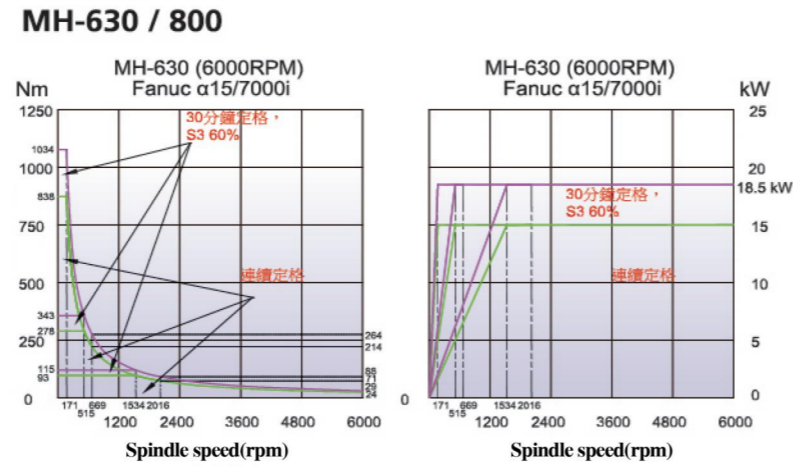 MH-630 / 800
MH-630 (6000RPM)
Fanuc α15/7000i
Nm
1250
1034
1000
838
750
500
343
278
250
115
93
0
30分鐘定格，
S3 60%
連續定格
264
214
88
71
29
24
171
515
669
1534
2016
1200
2400
3600
4800
6000
Spindle speed(rpm)
MH-630 (6000RPM)
Fanuc α15/7000i
kW
25
20
18.5 kW
15
10
5
0
30分鐘定格，
S3 60%
連續定格
0
171
515
669
1534
2016
1200
2400
3600
4800
6000
Spindle speed(rpm)